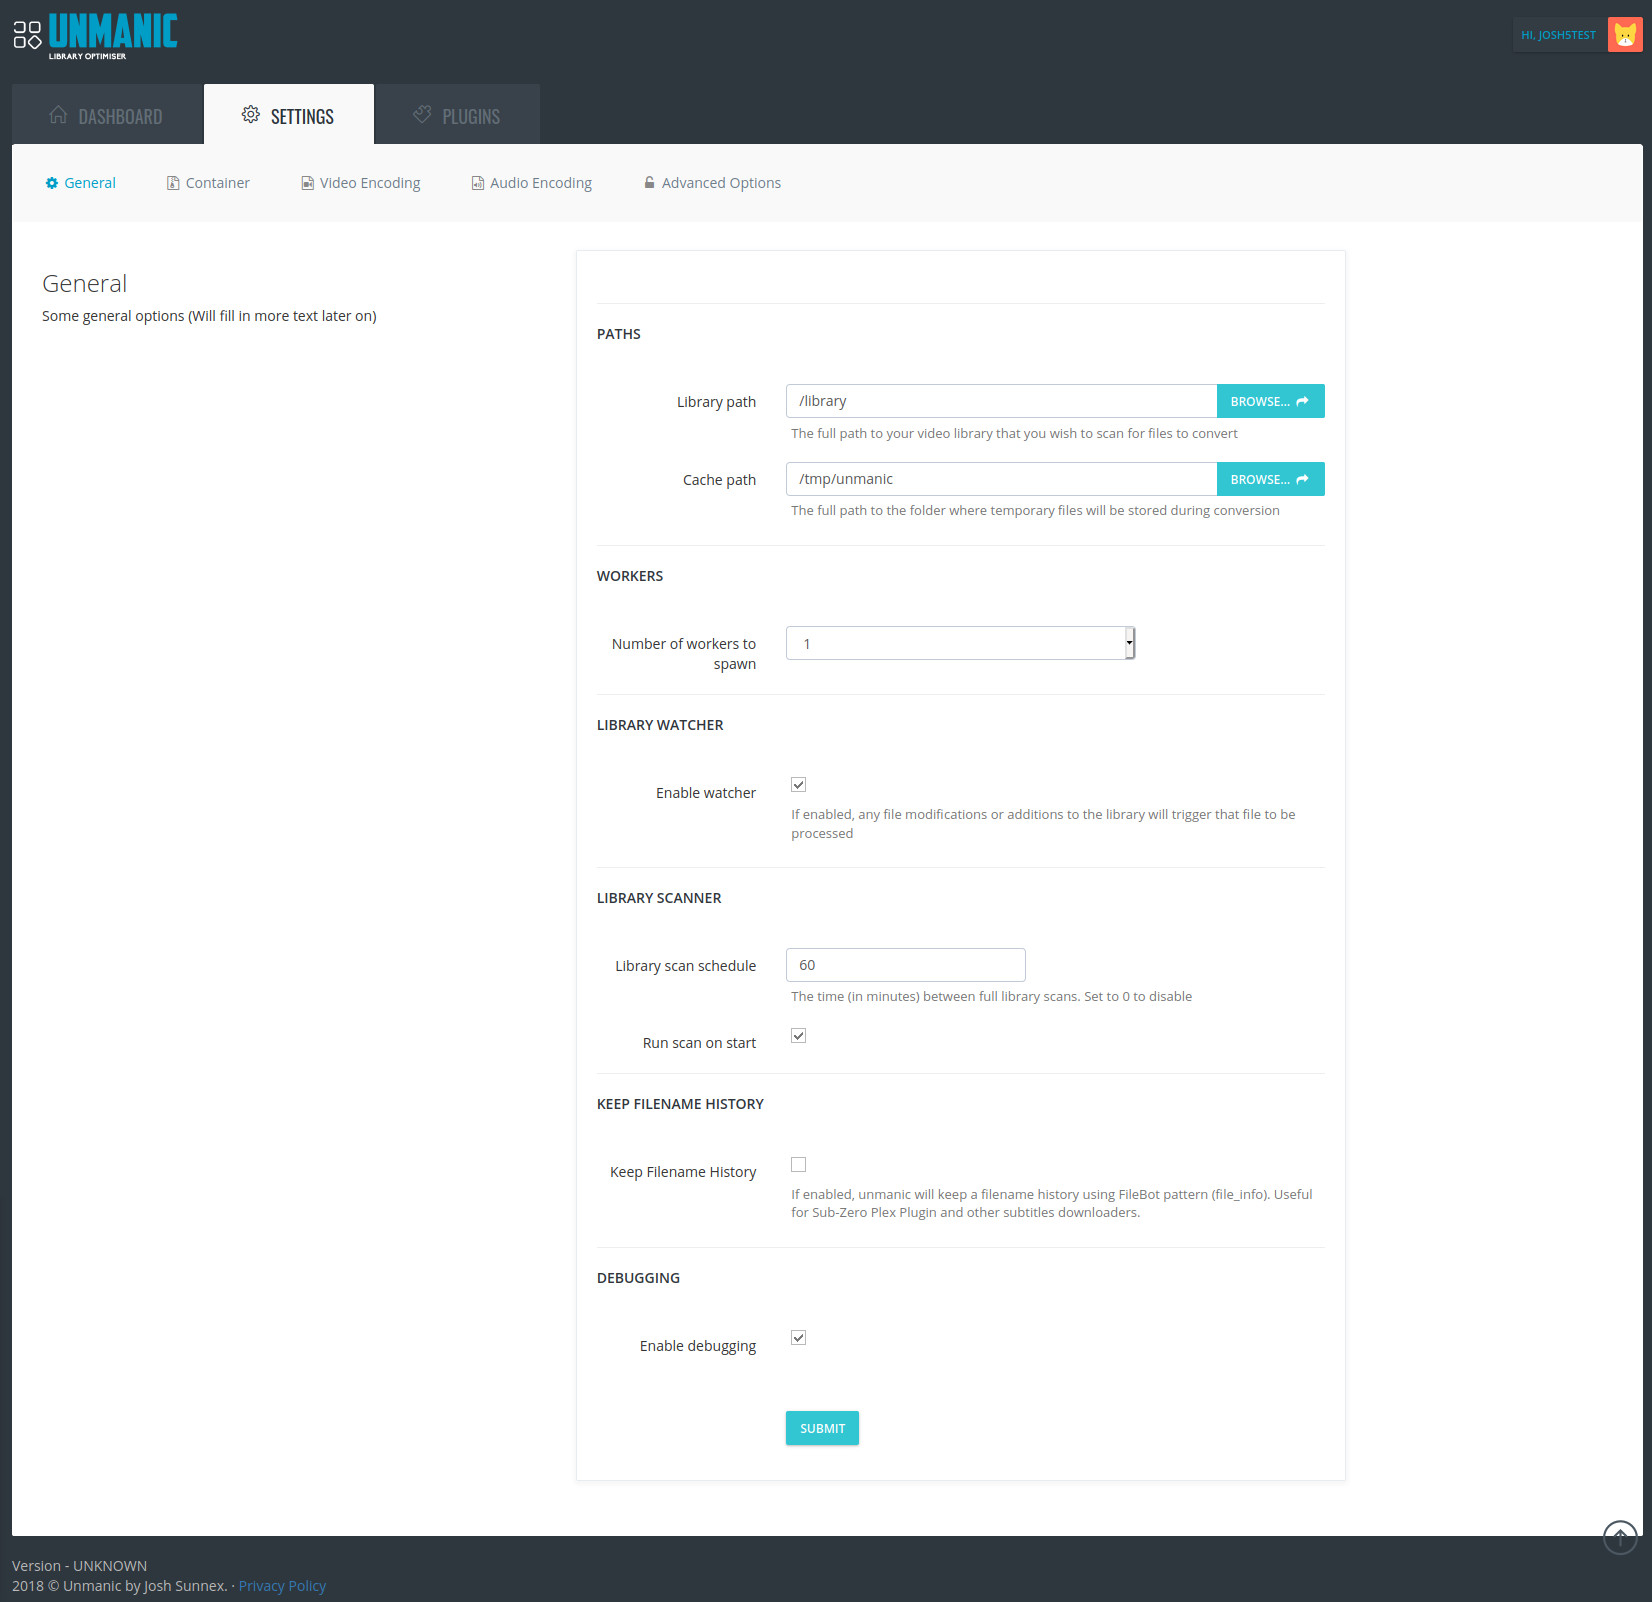 UNMANIC
LIBRARY OPTIMISER
HI, JOSH5TEST
DASHBOARD
SETTINGS
PLUGINS
General
Container
Video Encoding
Audio Encoding
Advanced Options
General
Some general options (Will fill in more text later on)
PATHS
Library path
/library
BROWSE...
The full path to your video library that you wish to scan for files to convert
Cache path
/tmp/unmanic
BROWSE...
The full path to the folder where temporary files will be stored during conversion
WORKERS
Number of workers to
spawn
1
LIBRARY WATCHER
Enable watcher
If enabled, any file modifications or additions to the library will trigger that file to be
processed
LIBRARY SCANNER
Library scan schedule
60
The time (in minutes) between full library scans. Set to 0 to disable
Run scan on start
KEEP FILENAME HISTORY
Keep Filename History
If enabled, unmanic will keep a filename history using FileBot pattern (file_info). Useful
for Sub-Zero Plex Plugin and other subtitles downloaders.
DEBUGGING
Enable debugging
SUBMIT
Version - UNKNOWN
2018 © Unmanic by Josh Sunnex. · Privacy Policy